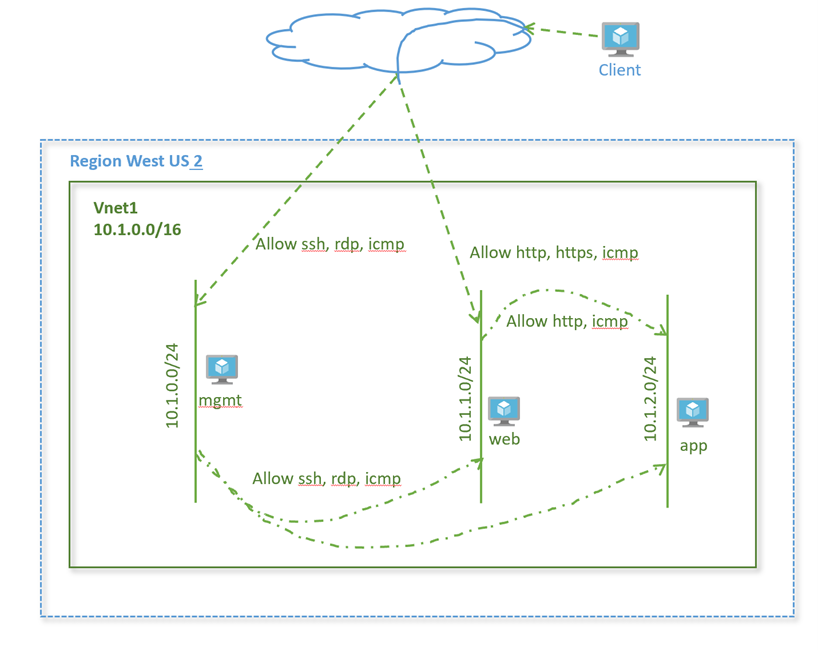 Client
Region West US 2
Vnet1
10.1.0.0/16
Allow ssh, rdp, icmp
Allow http, https, icmp
Allow http, icmp
10.1.0.0/24
mgmt
10.1.1.0/24
web
10.1.2.0/24
app
Allow ssh, rdp, icmp